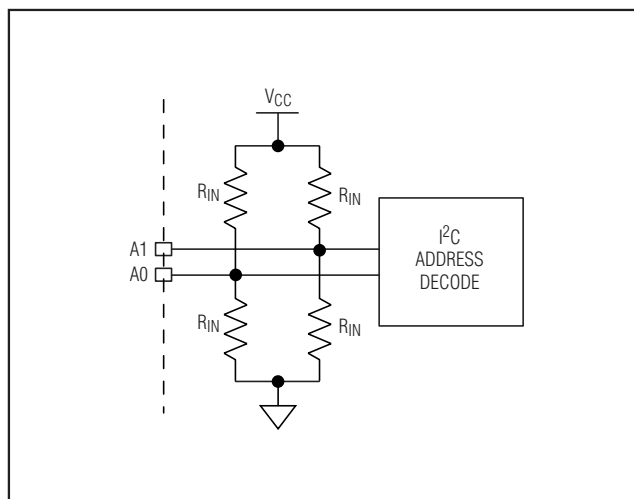 VCC
RIN
RIN
A1
A0
I2C
ADDRESS
DECODE
RIN
RIN